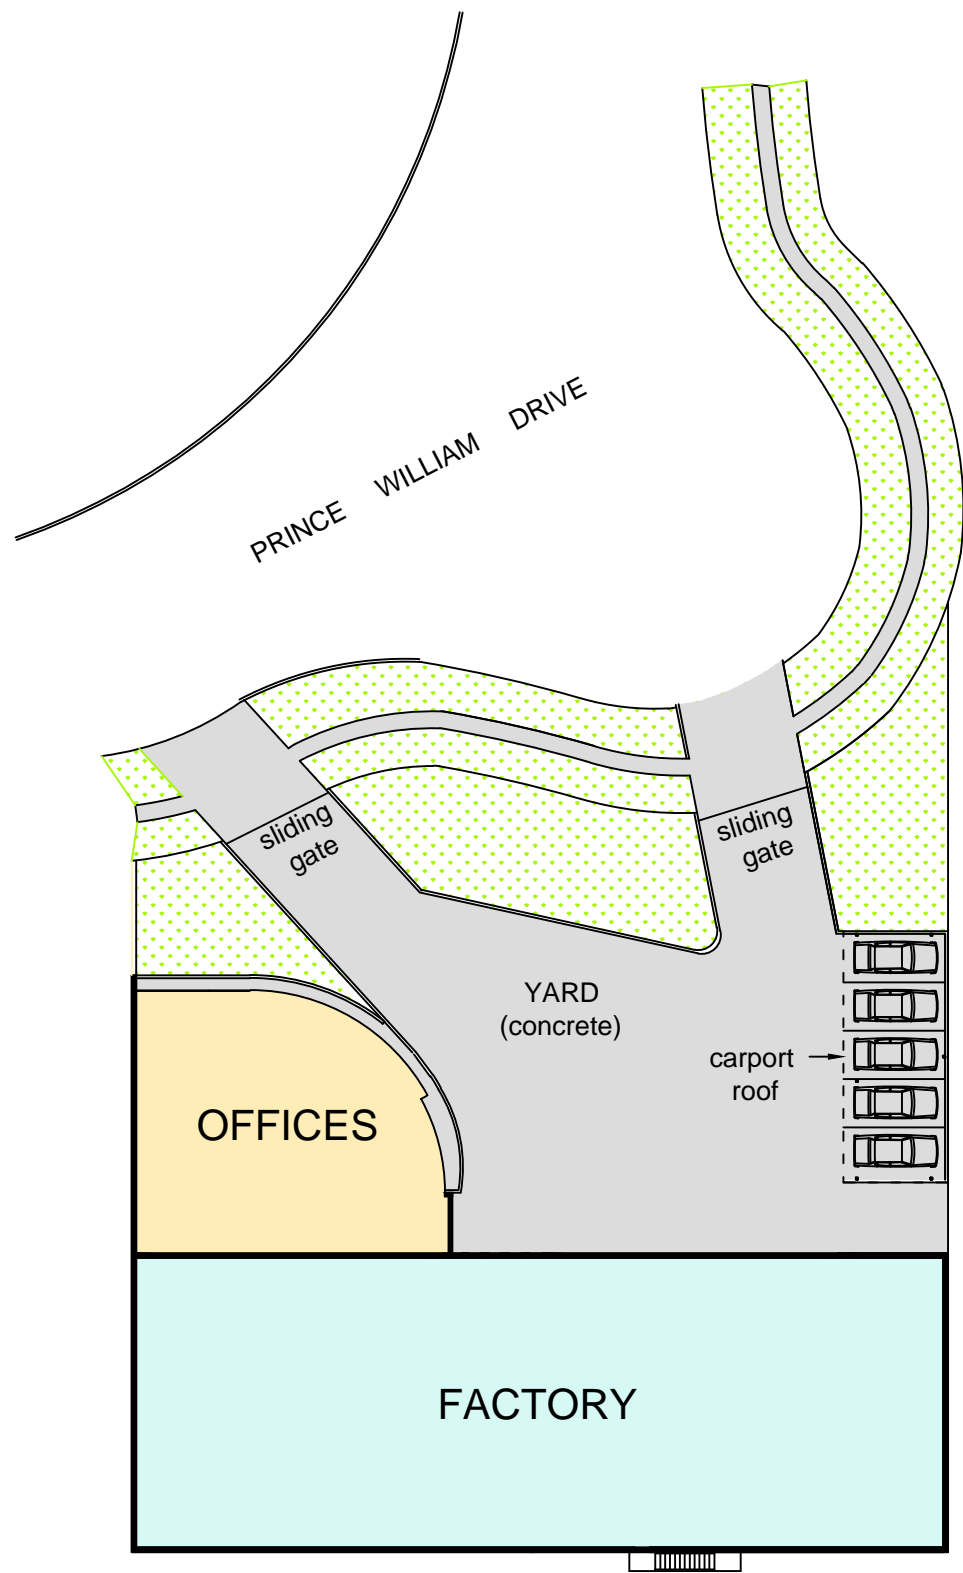 PRINCE WILLIAM DRIVE
sliding
gate
sliding
gate
YARD
(concrete)
carport
roof
OFFICES
FACTORY